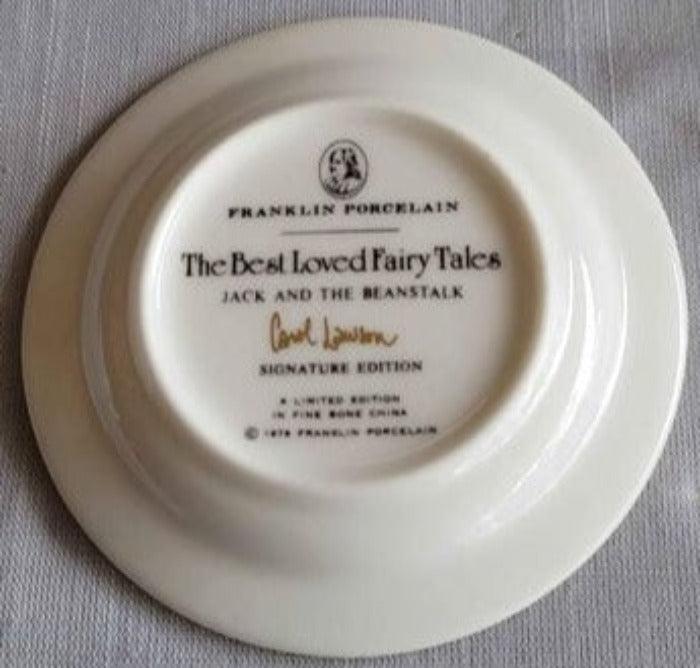 FRANKLIN PORCELAIN
The Best Loved Fairy Tales
JACK AND THE BEANSTALK
Carol Lawson
SIGNATURE EDITION
A LIMITED EDITION
IN FINE BONE CHINA
© 1979 FRANKLIN PORCELAIN